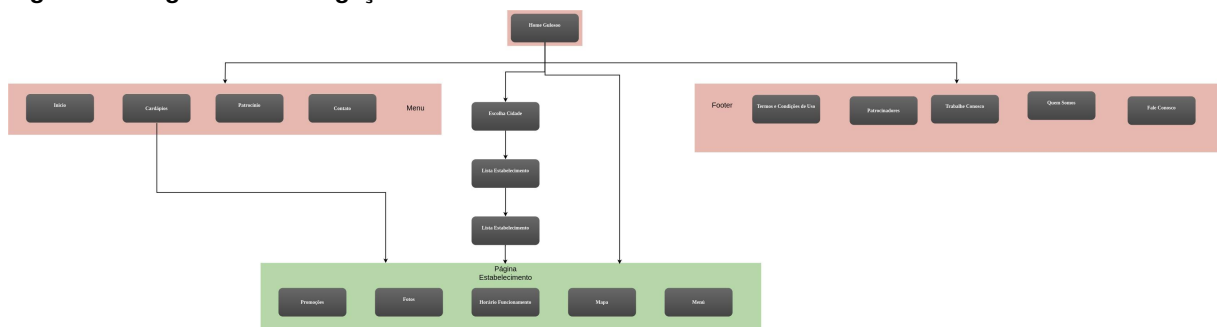 Home Gulosos
Início
Cardápios
Patrocínio
Contato
Menu
Footer
Termos e Condições de Uso
Patrocinadores
Trabalhe Conosco
Quem Somos
Fale Conosco
Escolha Cidade
Lista Estabelecimento
Lista Estabelecimento
Página
Estabelecimento
Promoções
Fotos
Horário Funcionamento
Mapa
Menú